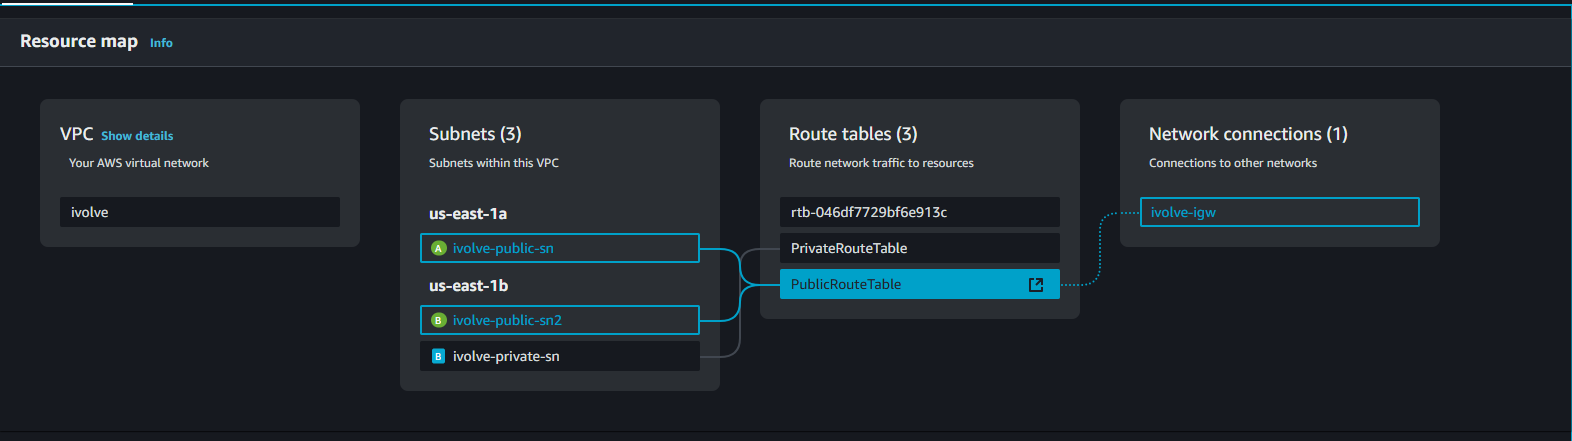 Resource map Info
VPC Show details
Your AWS virtual network
ivolve
Subnets (3)
Subnets within this VPC
us-east-1a
A ivolve-public-sn
us-east-1b
B ivolve-public-sn2
B ivolve-private-sn
Route tables (3)
Route network traffic to resources
rtb-046df7729bf6e913c
PrivateRouteTable
PublicRouteTable
Network connections (1)
Connections to other networks
ivolve-igw